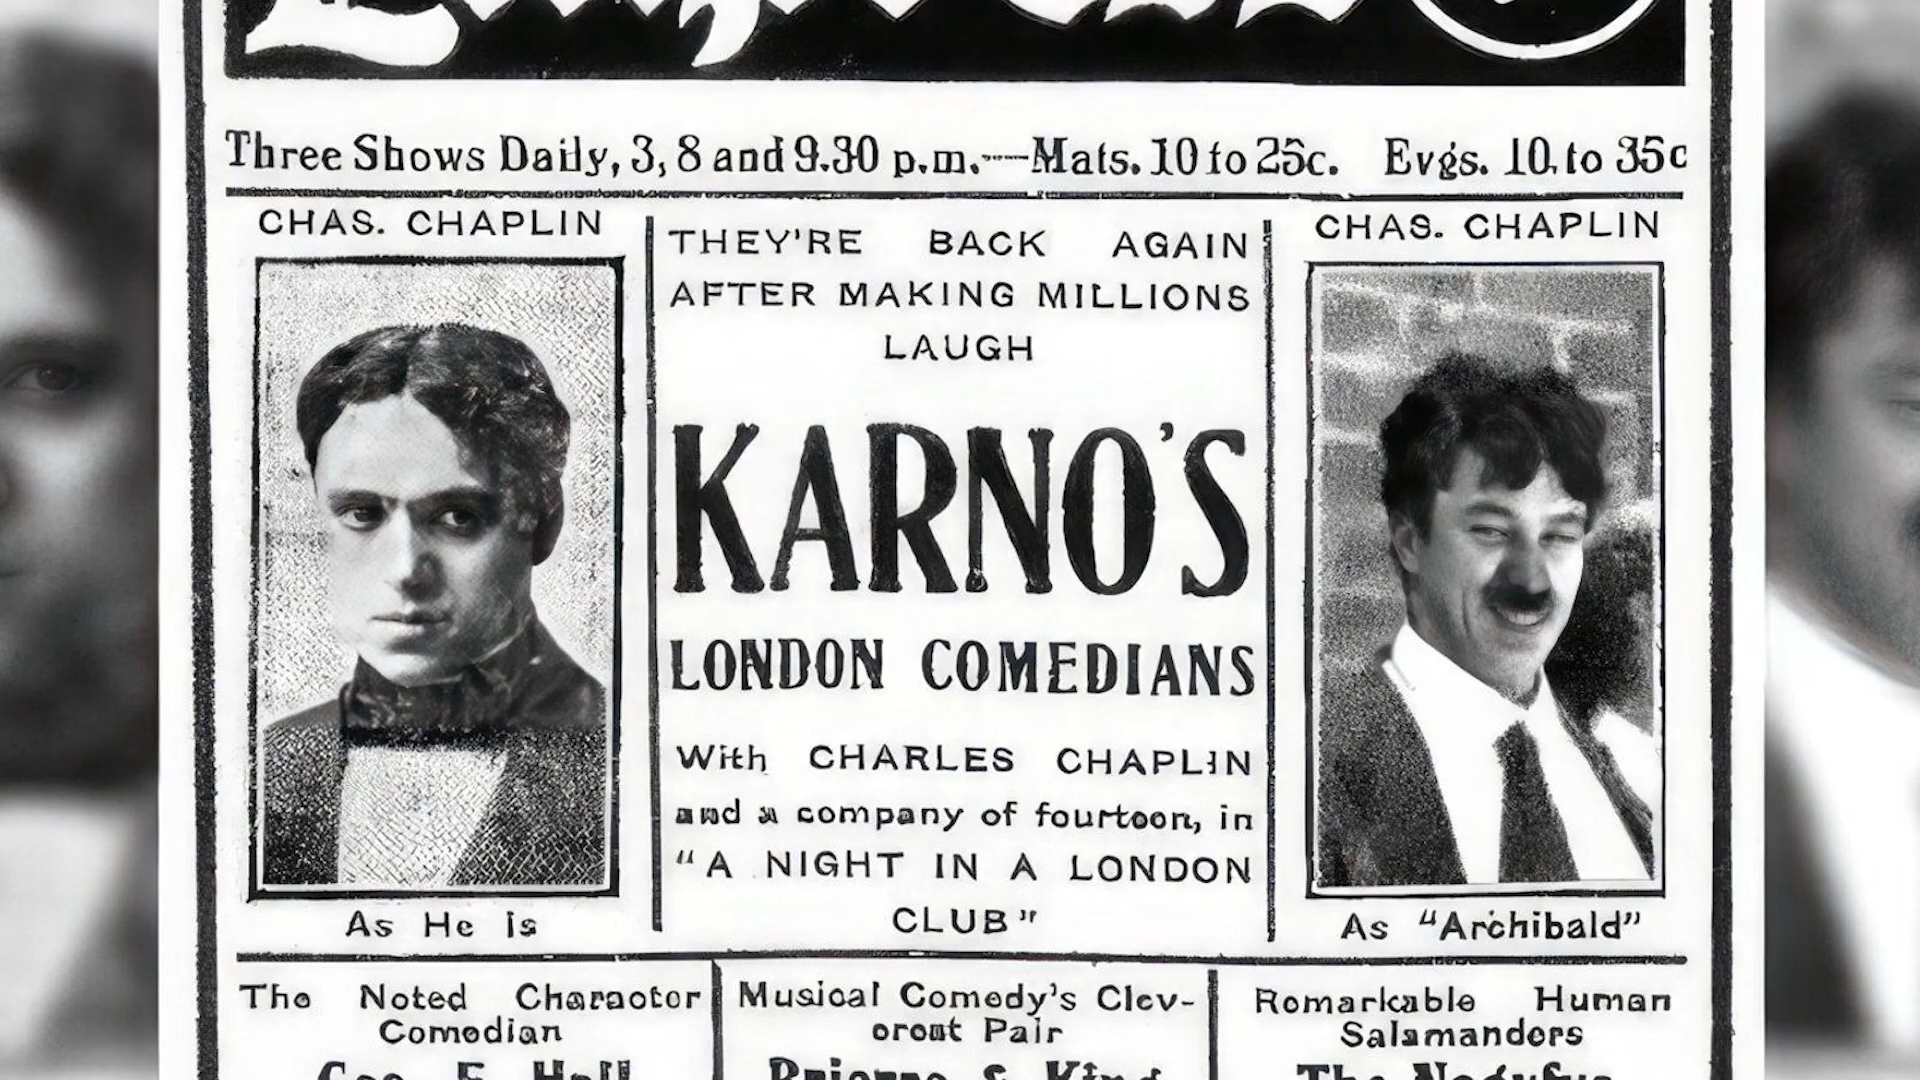 Three Shows Daily, 3, 8 and 9.30 p.m.—Mats. 10 to 25c. Evgs. 10. to 35c
CHAS. CHAPLIN
As He is
THEY'RE BACK AGAIN
AFTER MAKING MILLIONS
LAUGH
KARNO'S
LONDON COMEDIANS
With CHARLES CHAPLIN
and a company of fourteen, in
"A NIGHT IN A LONDON
CLUB"
CHAS. CHAPLIN
As "Archibald"
The Noted Character
Comedian
Musical Comedy's Clev-
erest Pair
Remarkable Human
Salamanders